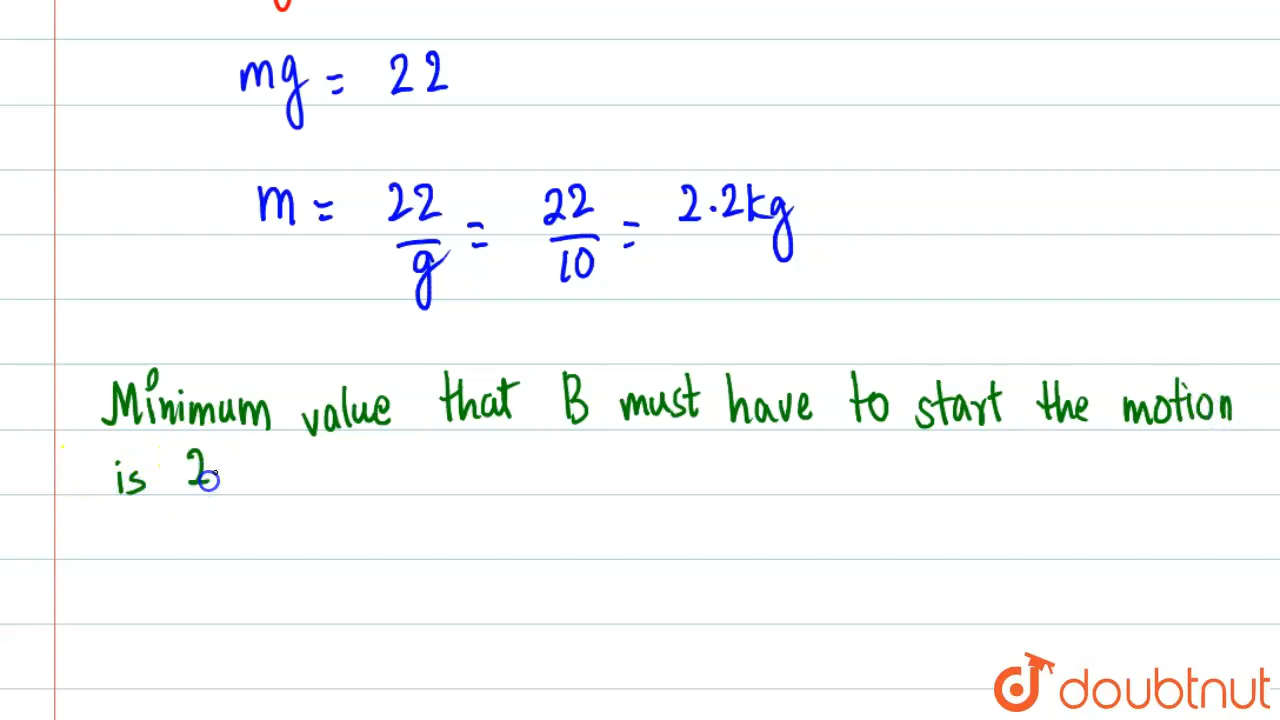 mg = 22
m = 22/g = 22/10 = 2.2kg
Minimum value that B must have to start the motion
is 2
doubtnut